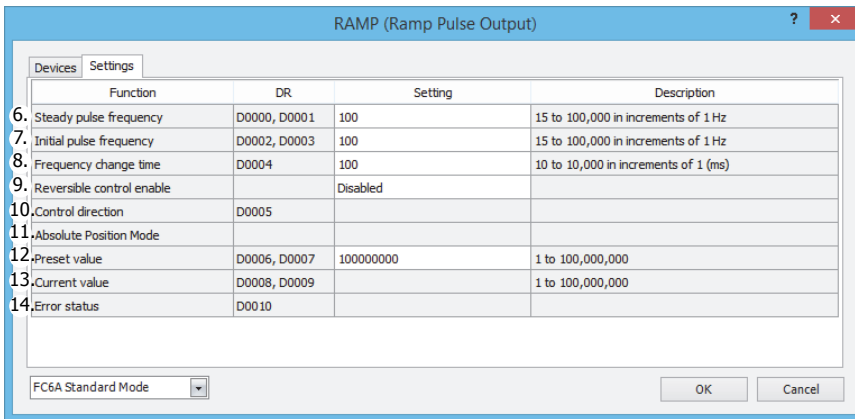 RAMP (Ramp Pulse Output)
? ×
Devices Settings
Function DR Setting Description
6. Steady pulse frequency D0000, D0001 100 15 to 100,000 in increments of 1 Hz
7. Initial pulse frequency D0002, D0003 100 15 to 100,000 in increments of 1 Hz
8. Frequency change time D0004 100 10 to 10,000 in increments of 1 (ms)
9. Reversible control enable Disabled
10. Control direction D0005
11. Absolute Position Mode
12. Preset value D0006, D0007 100000000 1 to 100,000,000
13. Current value D0008, D0009 1 to 100,000,000
14. Error status D0010
FC6A Standard Mode OK Cancel